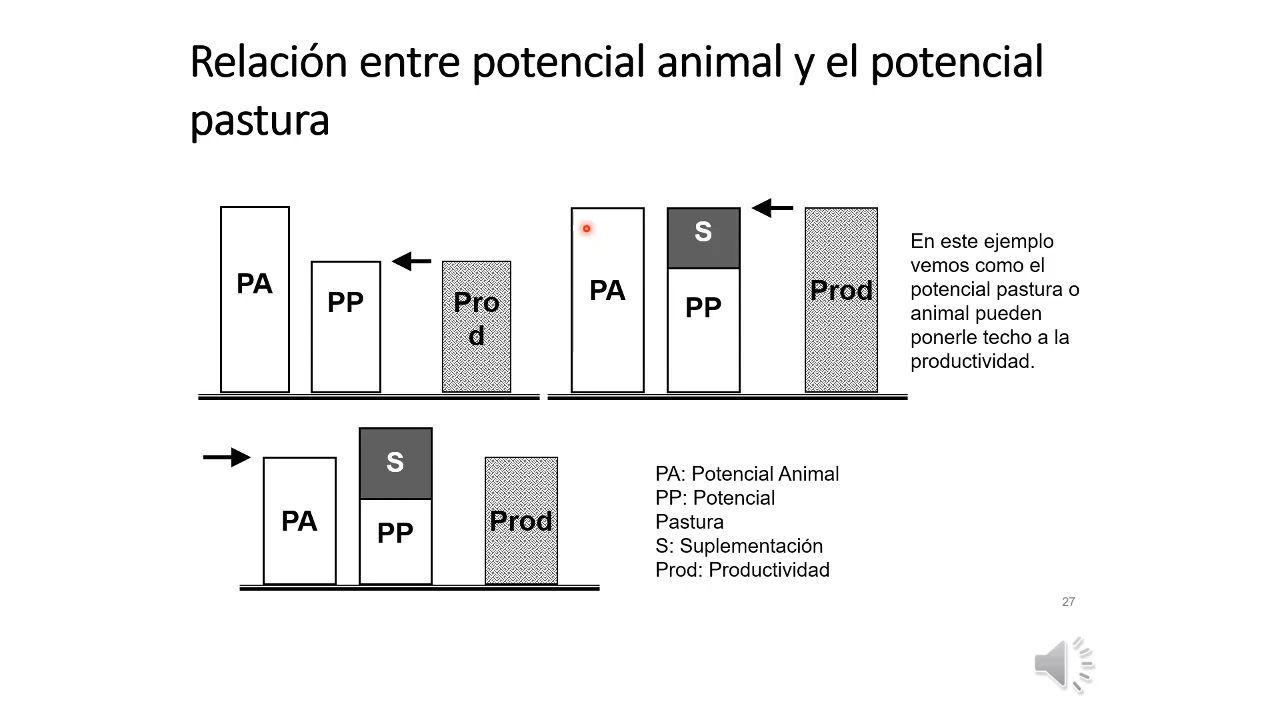 Relación entre potencial animal y el potencial
pastura
PA
PP
Pro
d
PA
S
PP
Prod
En este ejemplo
vemos como el
potencial pastura o
animal pueden
ponerle techo a la
productividad.
PA
S
PP
Prod
PA: Potencial Animal
PP: Potencial
Pastura
S: Suplementación
Prod: Productividad
27